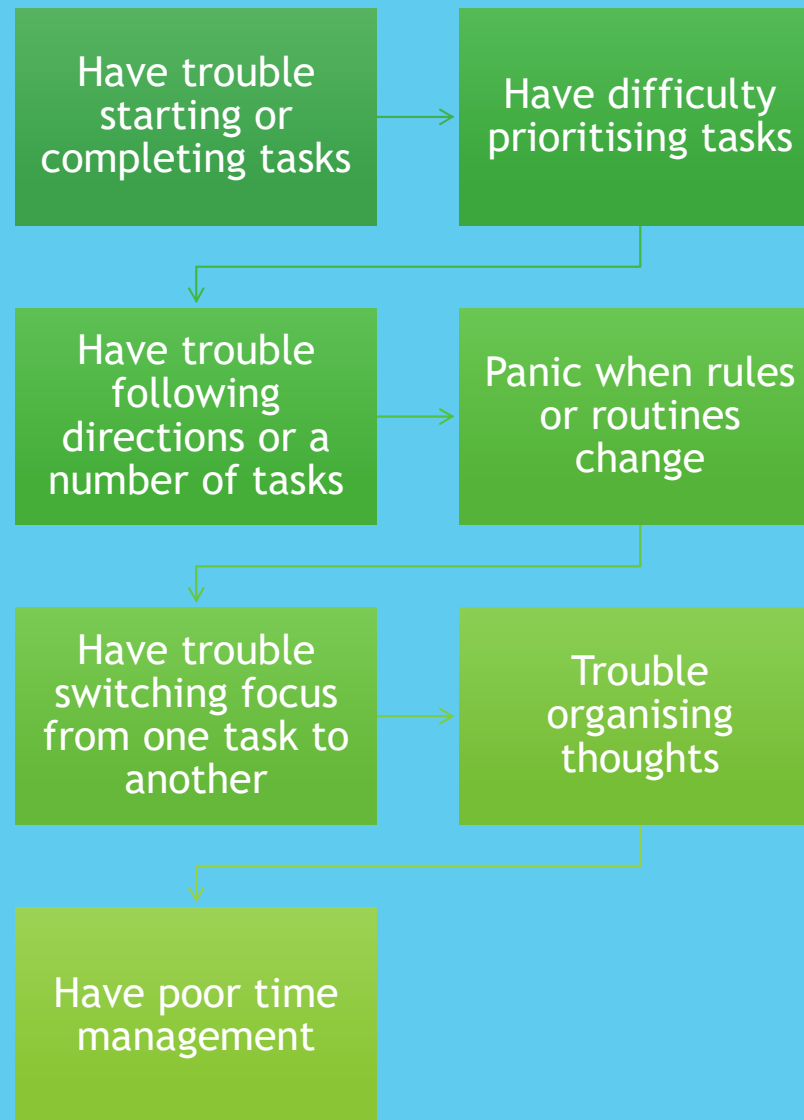 Have trouble
starting or
completing tasks
Have difficulty
prioritising tasks
Have trouble
following
directions or a
number of tasks
Panic when rules
or routines
change
Have trouble
switching focus
from one task to
another
Trouble
organising
thoughts
Have poor time
management